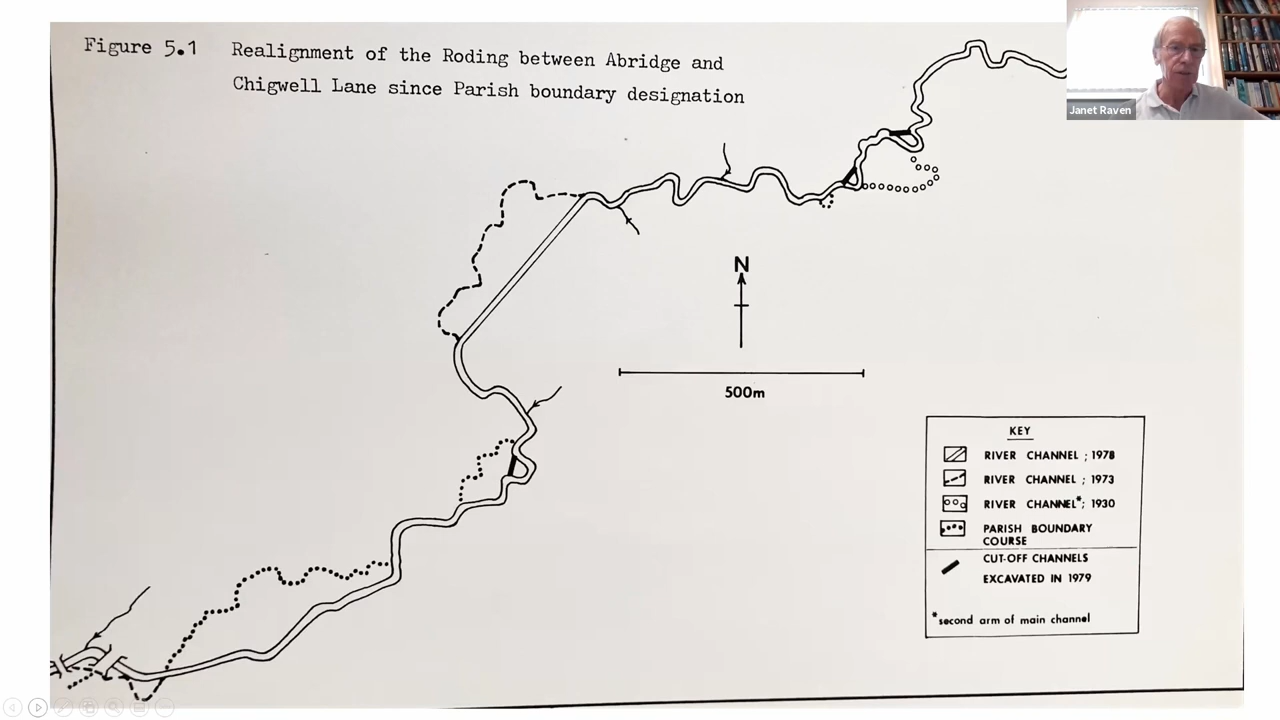 Figure 5.1 Realignment of the Roding between Abridge and
Chigwell Lane since Parish boundary designation
Janet Raven
N
500m
KEY
RIVER CHANNEL ; 1978
RIVER CHANNEL ; 1973
RIVER CHANNEL*; 1930
PARISH BOUNDARY
COURSE
CUT-OFF CHANNELS
EXCAVATED IN 1979
*second arm of main channel